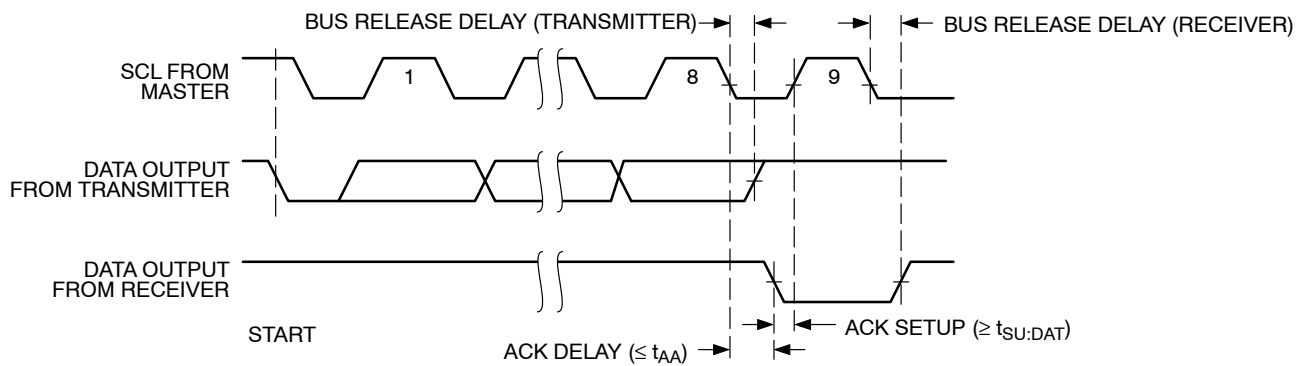 BUS RELEASE DELAY (TRANSMITTER)
BUS RELEASE DELAY (RECEIVER)
SCL FROM
MASTER
1
8
9
DATA OUTPUT
FROM TRANSMITTER
DATA OUTPUT
FROM RECEIVER
START
ACK SETUP (≥ tSU:DAT)
ACK DELAY (≤ tAA)